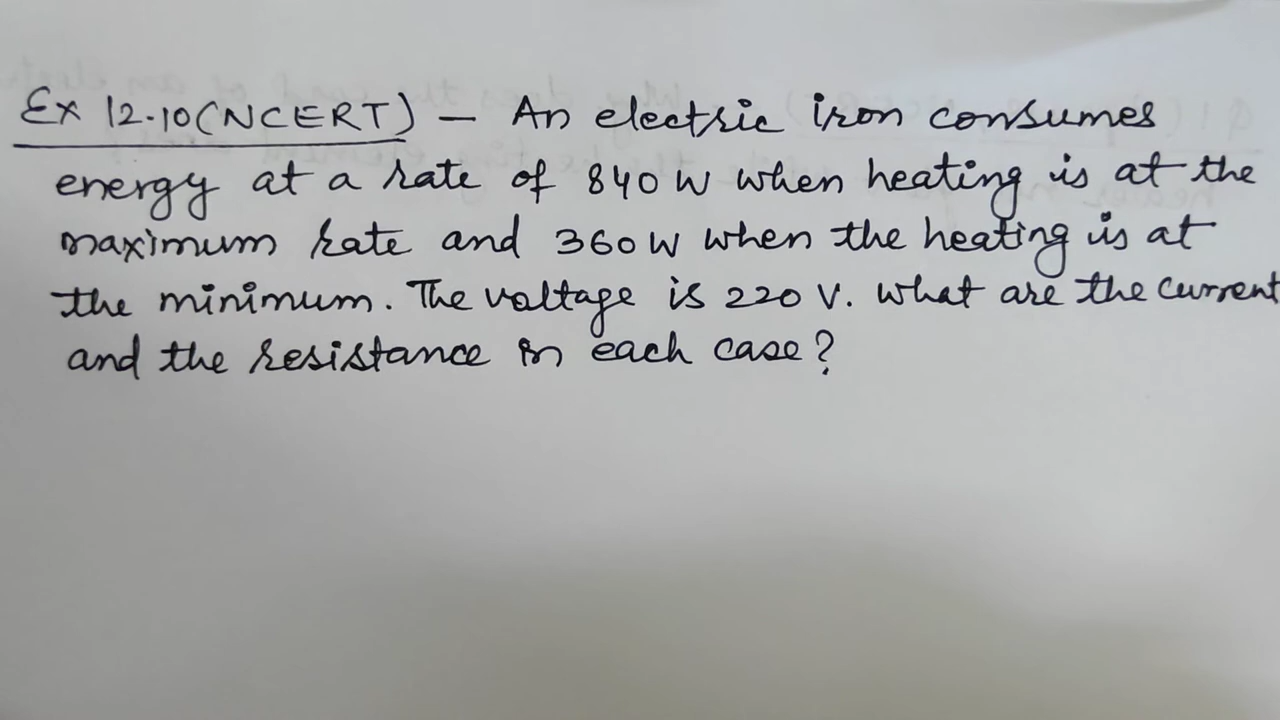 Ex 12.10(NCERT) - An electric iron consumes
energy at a rate of 840 W when heating is at the
maximum rate and 360 W when the heating is at
the minimum. The voltage is 220 V. What are the current
and the resistance in each case?